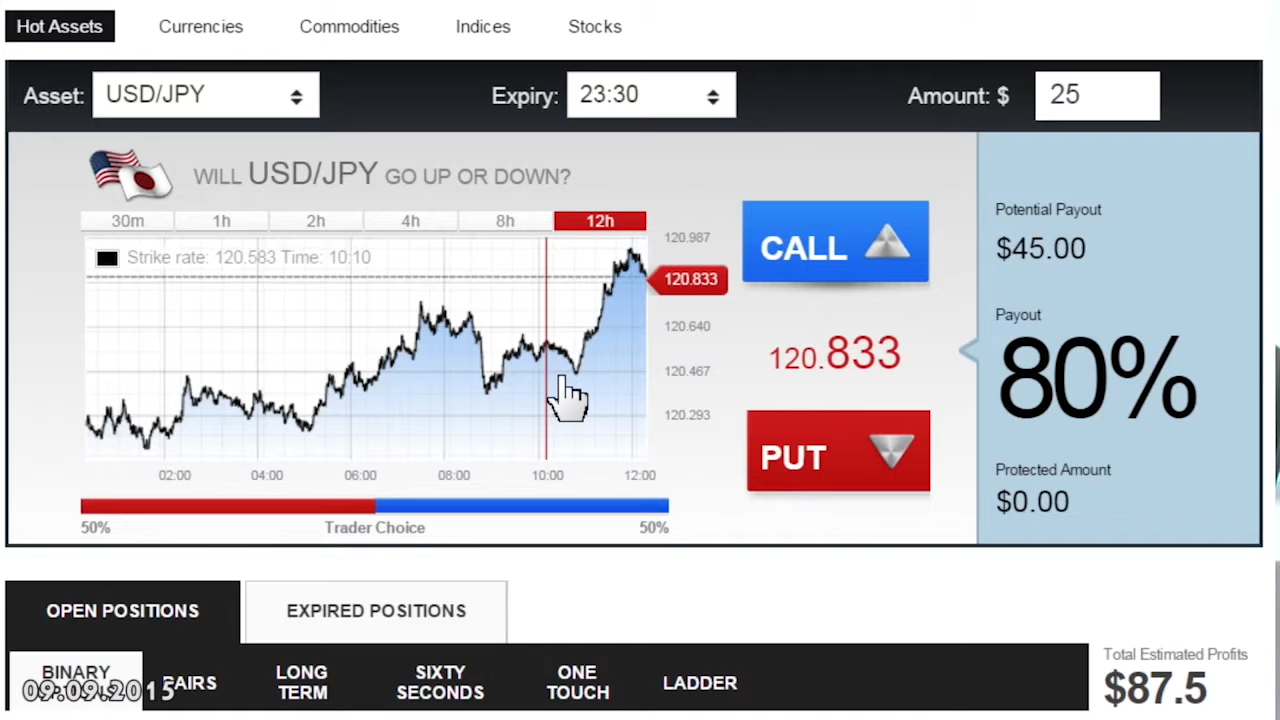 Hot Assets Currencies Commodities Indices Stocks
Asset: USD/JPY Expiry: 23:30 Amount: $ 25
WILL USD/JPY GO UP OR DOWN?
30m 1h 2h 4h 8h 12h
Strike rate: 120.583 Time: 10:10
120.987
120.833
120.640
120.467
120.293
02:00 04:00 06:00 08:00 10:00 12:00
50% Trader Choice 50%
CALL
120.833
PUT
Potential Payout
$45.00
Payout
80%
Protected Amount
$0.00
OPEN POSITIONS EXPIRED POSITIONS
BINARY
LONG TERM
SIXTY SECONDS
ONE TOUCH
LADDER
09.09.2015
Total Estimated Profits
$87.5